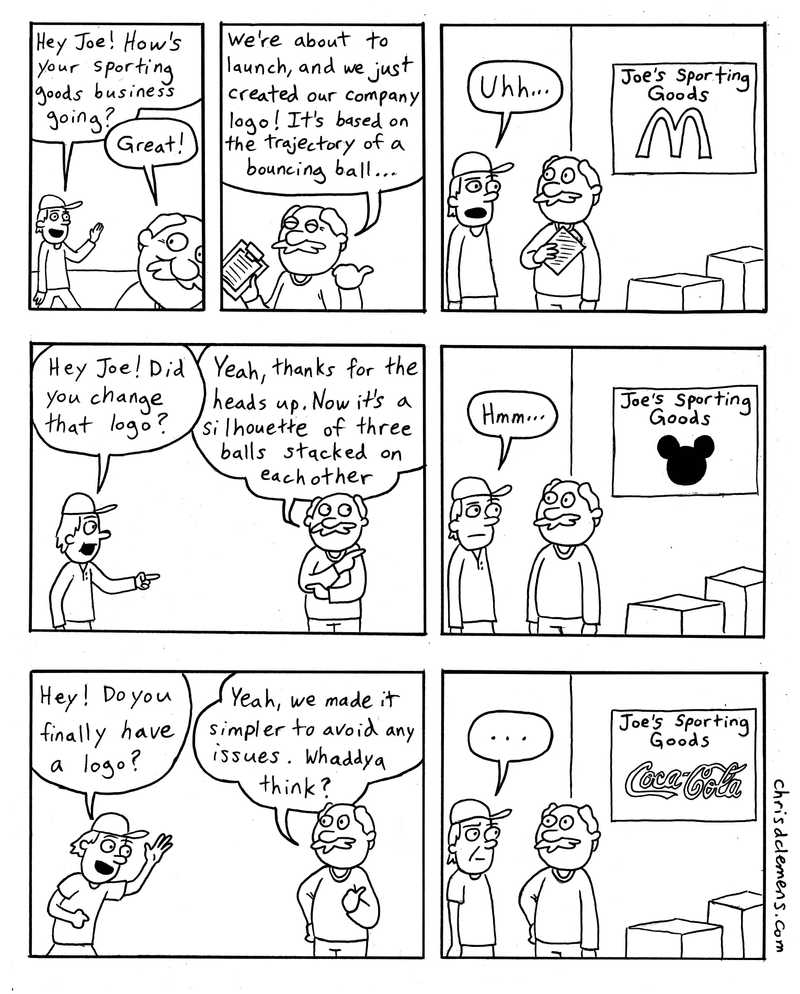 Hey Joe! How's
your sporting
goods business
going?
Great!
We're about to
launch, and we just
created our company
logo! It's based on
the trajectory of a
bouncing ball...
Uhh...
Joe's Sporting
Goods
Hey Joe! Did
you change
that logo?
Yeah, thanks for the
heads up. Now it's a
silhouette of three
balls stacked on
each other
Hmm...
Joe's Sporting
Goods
Hey! Do you
finally have
a logo?
Yeah, we made it
simpler to avoid any
issues. Whaddya
think?
...
Joe's Sporting
Goods
Coca-Cola
chrisdclemens.com